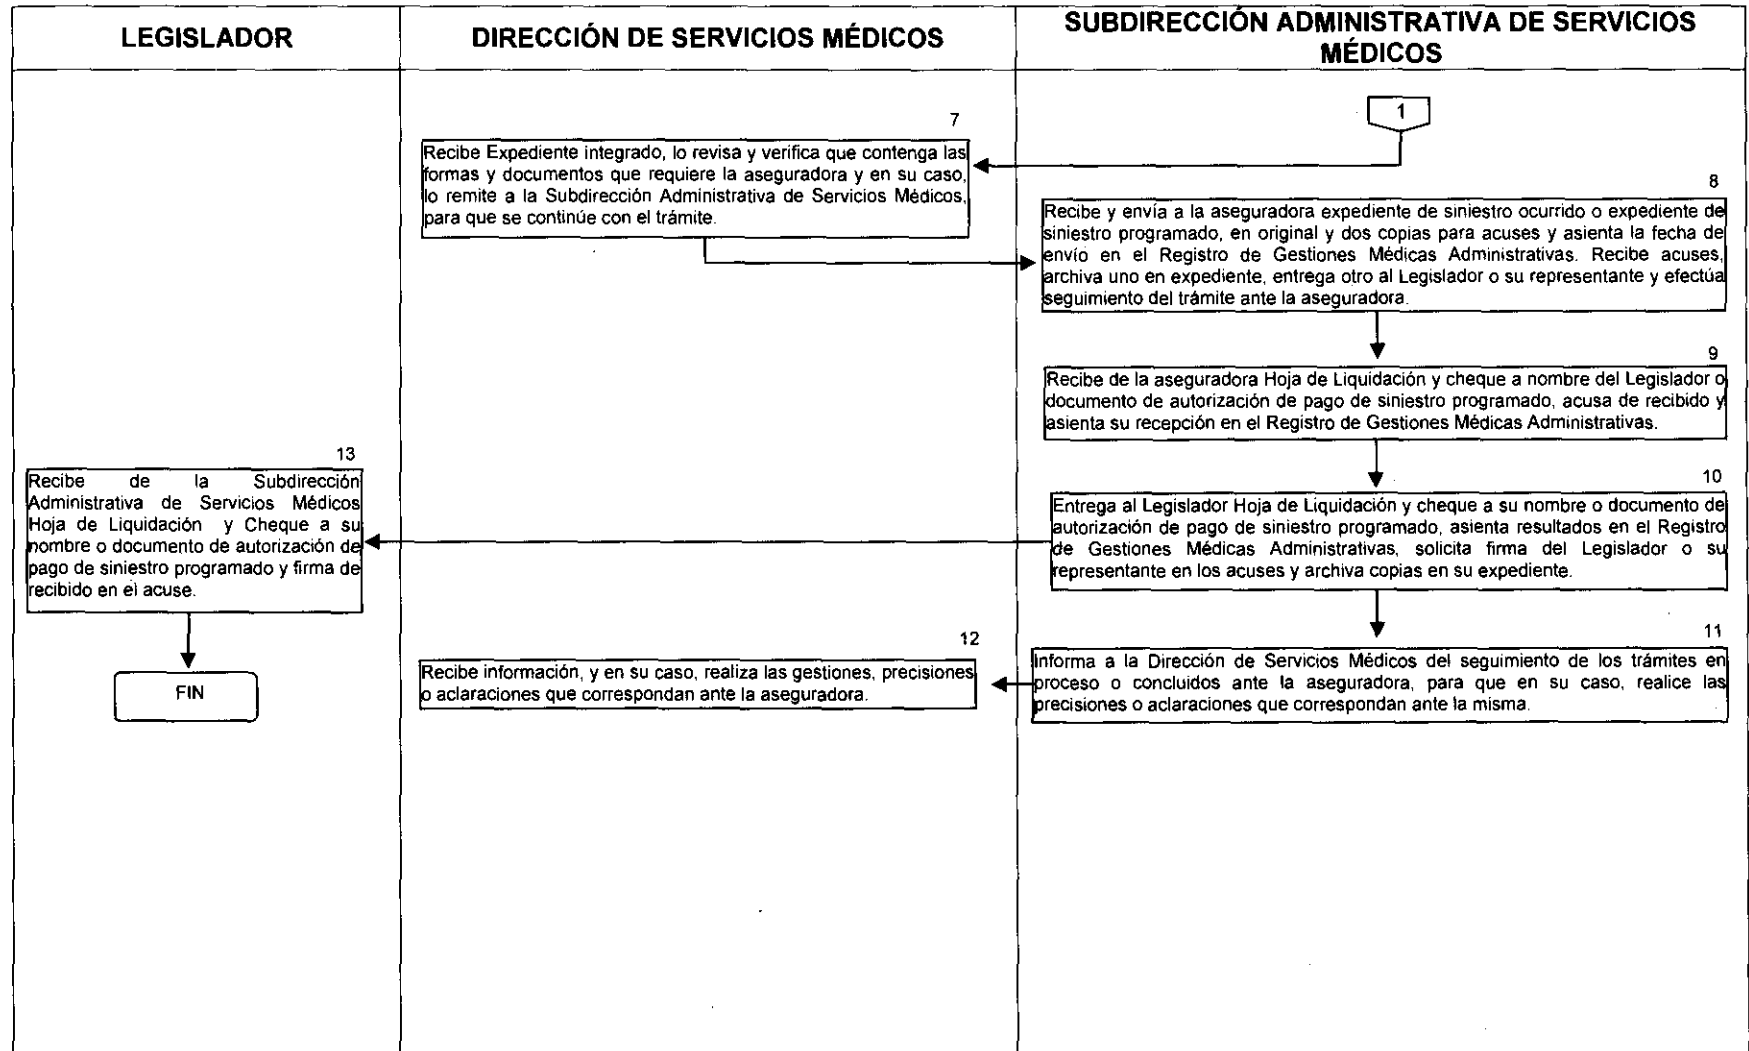 LEGISLADOR
DIRECCIÓN DE SERVICIOS MÉDICOS
SUBDIRECCIÓN ADMINISTRATIVA DE SERVICIOS
MÉDICOS
1
7
Recibe Expediente integrado, lo revisa y verifica que contenga las
formas y documentos que requiere la aseguradora y en su caso,
lo remite a la Subdirección Administrativa de Servicios Médicos,
para que se continúe con el trámite.
8
Recibe y envía a la aseguradora expediente de siniestro ocurrido o expediente de
siniestro programado, en original y dos copias para acuses y asienta la fecha de
envío en el Registro de Gestiones Médicas Administrativas. Recibe acuses,
archiva uno en expediente, entrega otro al Legislador o su representante y efectúa
seguimiento del trámite ante la aseguradora.
9
Recibe de la aseguradora Hoja de Liquidación y cheque a nombre del Legislador o
documento de autorización de pago de siniestro programado, acusa de recibido y
asienta su recepción en el Registro de Gestiones Médicas Administrativas.
10
Entrega al Legislador Hoja de Liquidación y cheque a su nombre o documento de
autorización de pago de siniestro programado, asienta resultados en el Registro
de Gestiones Médicas Administrativas, solicita firma del Legislador o su
representante en los acuses y archiva copias en su expediente.
11
Informa a la Dirección de Servicios Médicos del seguimiento de los trámites en
proceso o concluidos ante la aseguradora, para que en su caso, realice las
precisiones o aclaraciones que correspondan ante la misma.
12
Recibe información, y en su caso, realiza las gestiones, precisiones
o aclaraciones que correspondan ante la aseguradora.
13
Recibe de la Subdirección
Administrativa de Servicios Médicos
Hoja de Liquidación y Cheque a su
nombre o documento de autorización de
pago de siniestro programado y firma de
recibido en el acuse.
FIN